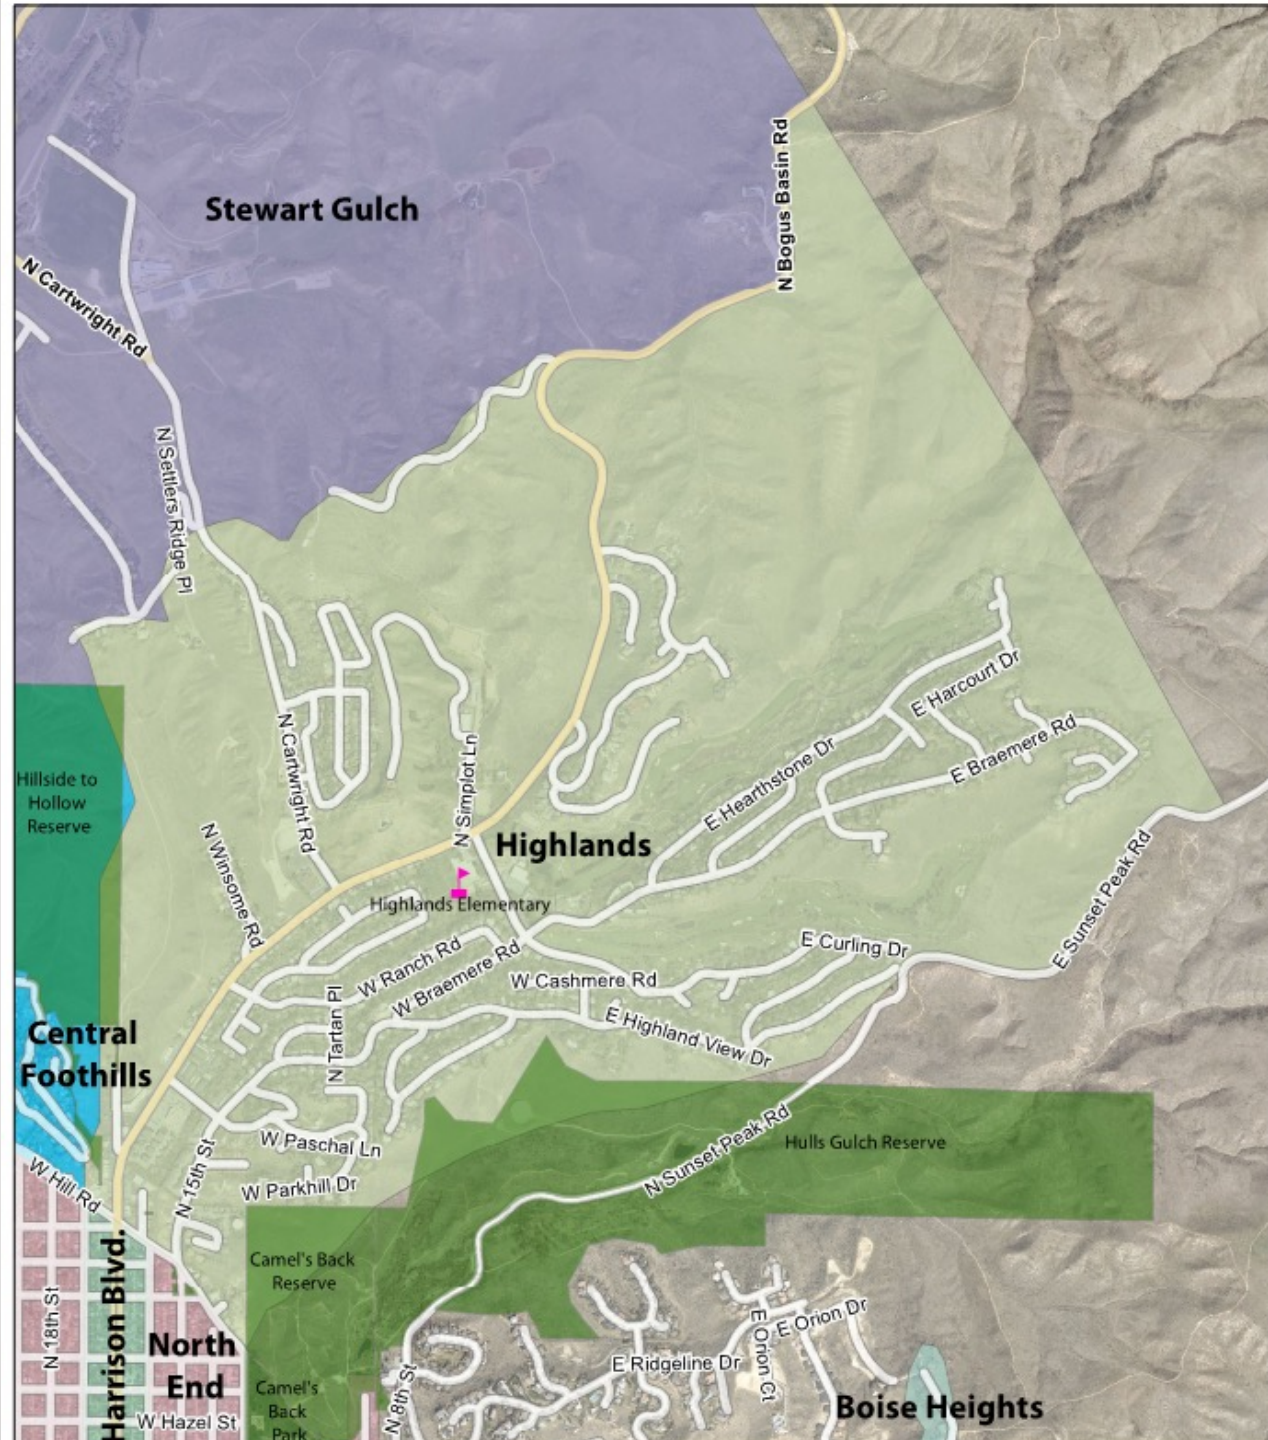 N Bogus Basin Rd
Stewart Gulch
N Cartwright Rd
N Settlers Ridge Pl
E Harcourt Dr
E Braemere Rd
E Hearthstone Dr
N Simplot Ln
N Cartwright Rd
Hillside to
Hollow
Reserve
N Winsome Rd
Highlands
Highlands Elementary
E Sunset Peak Rd
W Ranch Rd
W Braemere Rd
E Curling Dr
W Cashmere Rd
N Tartan Pl
E Highland View Dr
Central
Foothills
W Paschal Ln
N 15th St
W Parkhill Dr
W Hill Rd
Hulls Gulch Reserve
N Sunset Peak Rd
Camel's Back
Reserve
N 18th St
Harrison Blvd.
North
End
W Hazel St
Camel's
Back
Park
N 8th St
E Ridgeline Dr
E Orion Ct
E Orion Dr
Boise Heights